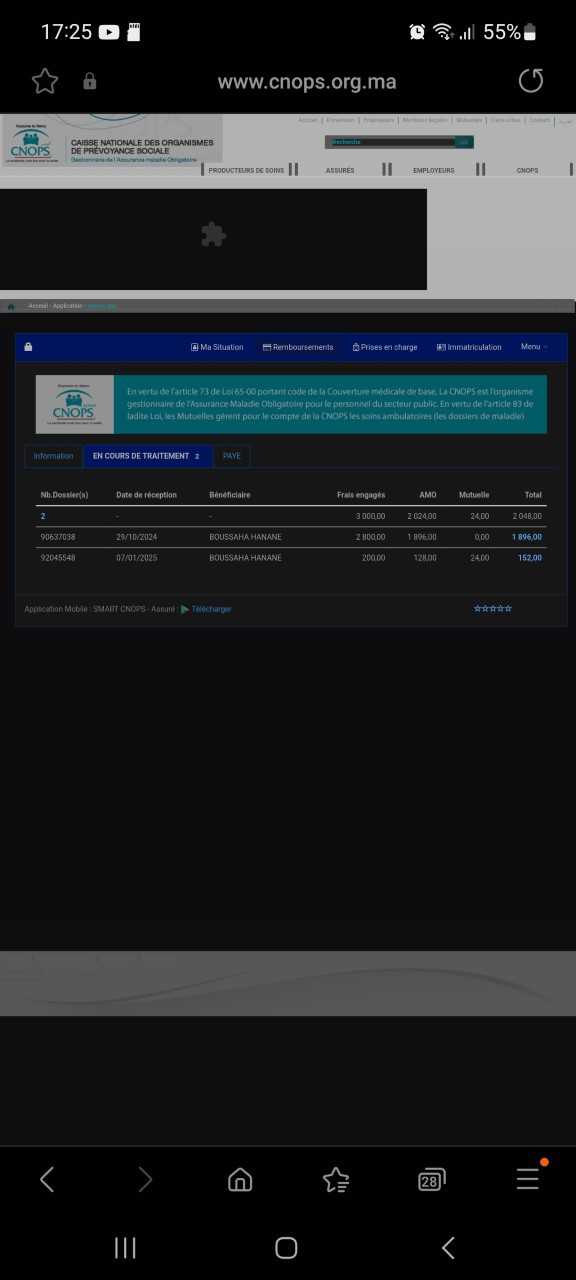 17:25
55%
www.cnops.org.ma
CNOPS
CAISSE NATIONALE DES ORGANISMES
DE PRÉVOYANCE SOCIALE
Gestionnaire de l'Assurance maladie Obligatoire
Recherche
PRODUCTEURS DE SOINS
ASSURÉS
EMPLOYEURS
CNOPS
Accueil - Application -
Ma Situation
Remboursements
Prises en charge
Immatriculation
Menu
CNOPS
En vertu de l'article 73 de Loi 65-00 portant code de la Couverture médicale de base, La CNOPS est l'organisme
gestionnaire de l'Assurance Maladie Obligatoire pour le personnel du secteur public. En vertu de l'article 83 de
ladite Loi, les Mutuelles gèrent pour le compte de la CNOPS les soins ambulatoires (les dossiers de maladie)
Information EN COURS DE TRAITEMENT 2 PAYE
Nb.Dossier(s) Date de réception Bénéficiaire Frais engagés AMO Mutuelle Total
2 - - 3 000,00 2 024,00 24,00 2 048,00
90637038 29/10/2024 BOUSSAHA HANANE 2 800,00 1 896,00 0,00 1 896,00
92045548 07/01/2025 BOUSSAHA HANANE 200,00 128,00 24,00 152,00
Application Mobile : SMART CNOPS - Assuré : Télécharger
28